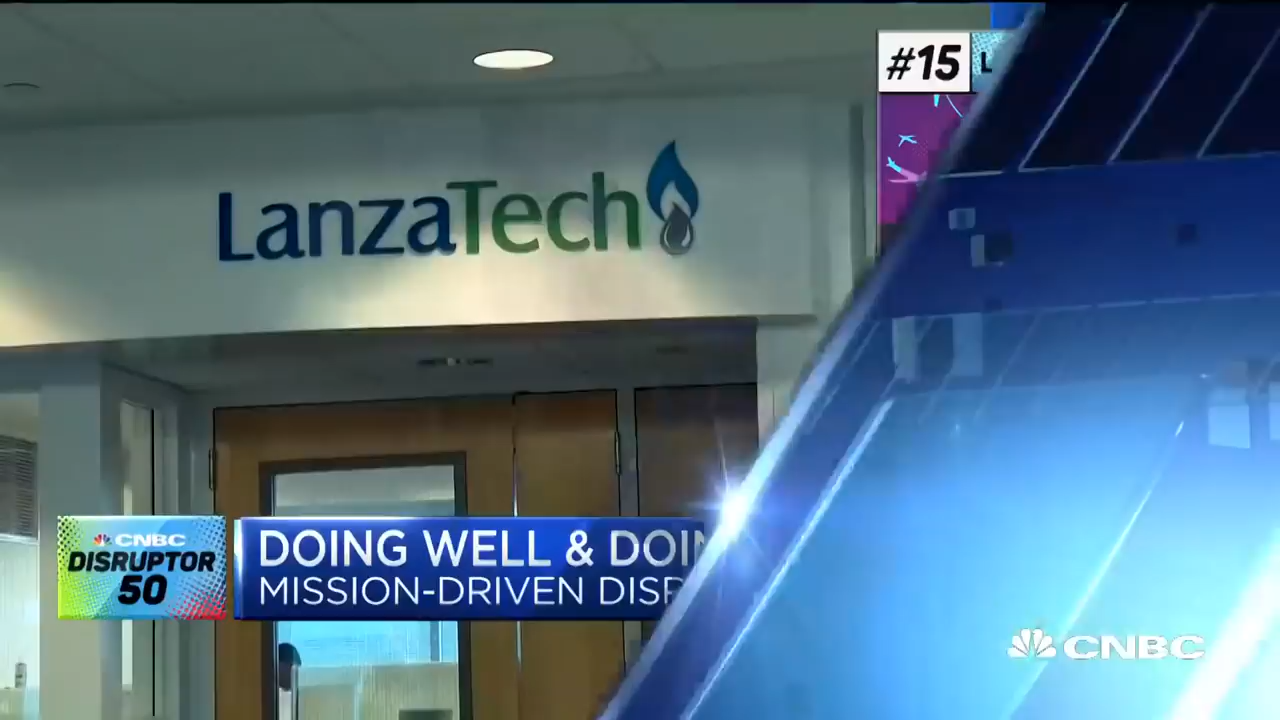 #15
LanzaTech
CNBC
DISRUPTOR
50
DOING WELL & DOI
MISSION-DRIVEN DIS
CNBC